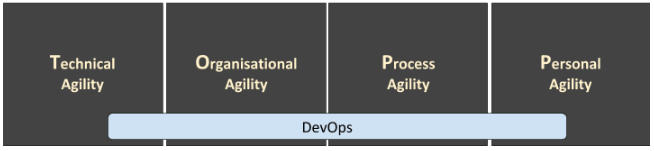 Technical
Agility
Organisational
Agility
Process
Agility
Personal
Agility
DevOps